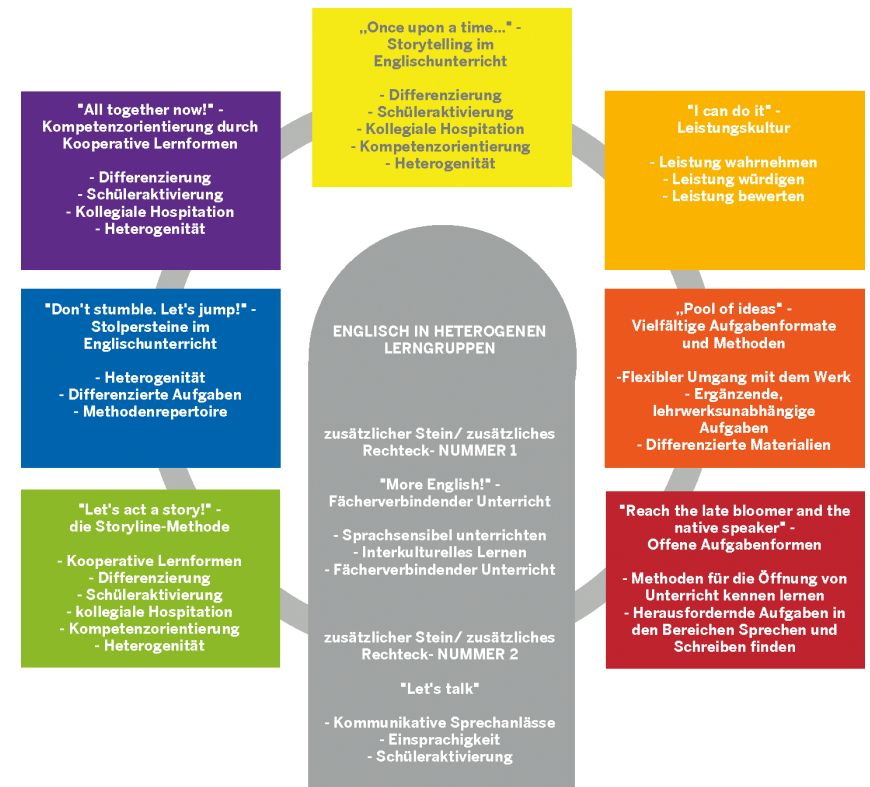 „Once upon a time..." -
Storytelling im
Englischunterricht
- Differenzierung
- Schüleraktivierung
- Kollegiale Hospitation
- Kompetenzorientierung
- Heterogenität
"All together now!" -
Kompetenzorientierung durch
Kooperative Lernformen
- Differenzierung
- Schüleraktivierung
- Kollegiale Hospitation
- Heterogenität
"I can do it" -
Leistungskultur
- Leistung wahrnehmen
- Leistung würdigen
- Leistung bewerten
"Don't stumble. Let's jump!" -
Stolpersteine im
Englischunterricht
- Heterogenität
- Differenzierte Aufgaben
- Methodenrepertoire
„Pool of ideas" -
Vielfältige Aufgabenformate
und Methoden
-Flexibler Umgang mit dem Werk
- Ergänzende,
lehrwerksunabhängige
Aufgaben
- Differenzierte Materialien
"Let's act a story!" -
die Storyline-Methode
- Kooperative Lernformen
- Differenzierung
- Schüleraktivierung
- kollegiale Hospitation
- Kompetenzorientierung
- Heterogenität
"Reach the late bloomer and the
native speaker" -
Offene Aufgabenformen
- Methoden für die Öffnung von
Unterricht kennen lernen
- Herausfordernde Aufgaben in
den Bereichen Sprechen und
Schreiben finden
ENGLISCH IN HETEROGENEN
LERNGRUPPEN
zusätzlicher Stein/ zusätzliches
Rechteck- NUMMER 1
"More English!" -
Fächerverbindender Unterricht
- Sprachsensibel unterrichten
- Interkulturelles Lernen
- Fächerverbindender Unterricht
zusätzlicher Stein/ zusätzliches
Rechteck- NUMMER 2
"Let's talk"
- Kommunikative Sprechanlässe
- Einsprachigkeit
- Schüleraktivierung